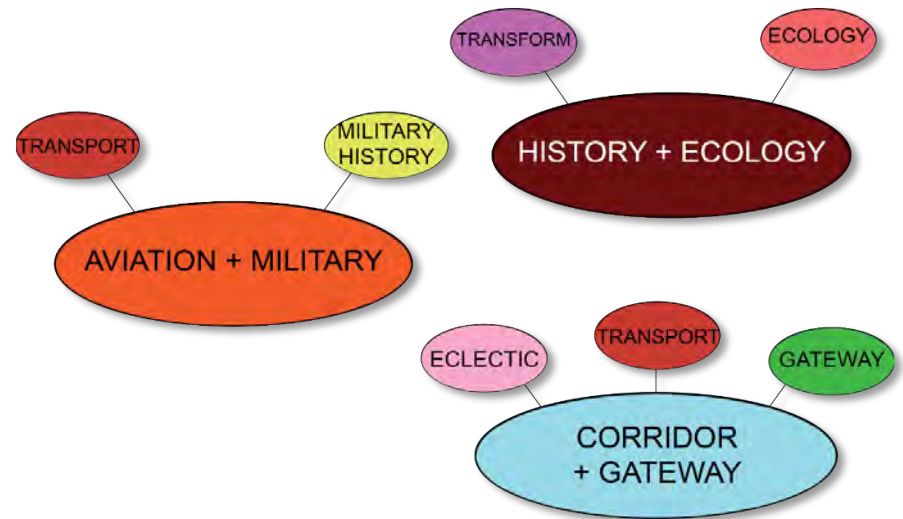 TRANSFORM
ECOLOGY
HISTORY + ECOLOGY
TRANSPORT
MILITARY
HISTORY
AVIATION + MILITARY
ECLECTIC
TRANSPORT
GATEWAY
CORRIDOR
+ GATEWAY